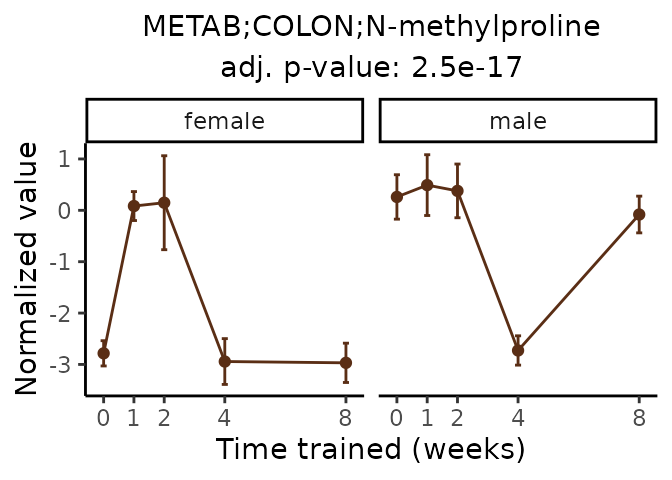 METAB;COLON;N-methylproline
adj. p-value: 2.5e-17
female
male
Normalized value
1
0
-1
-2
-3
0 1 2 4 8
0 1 2 4 8
Time trained (weeks)